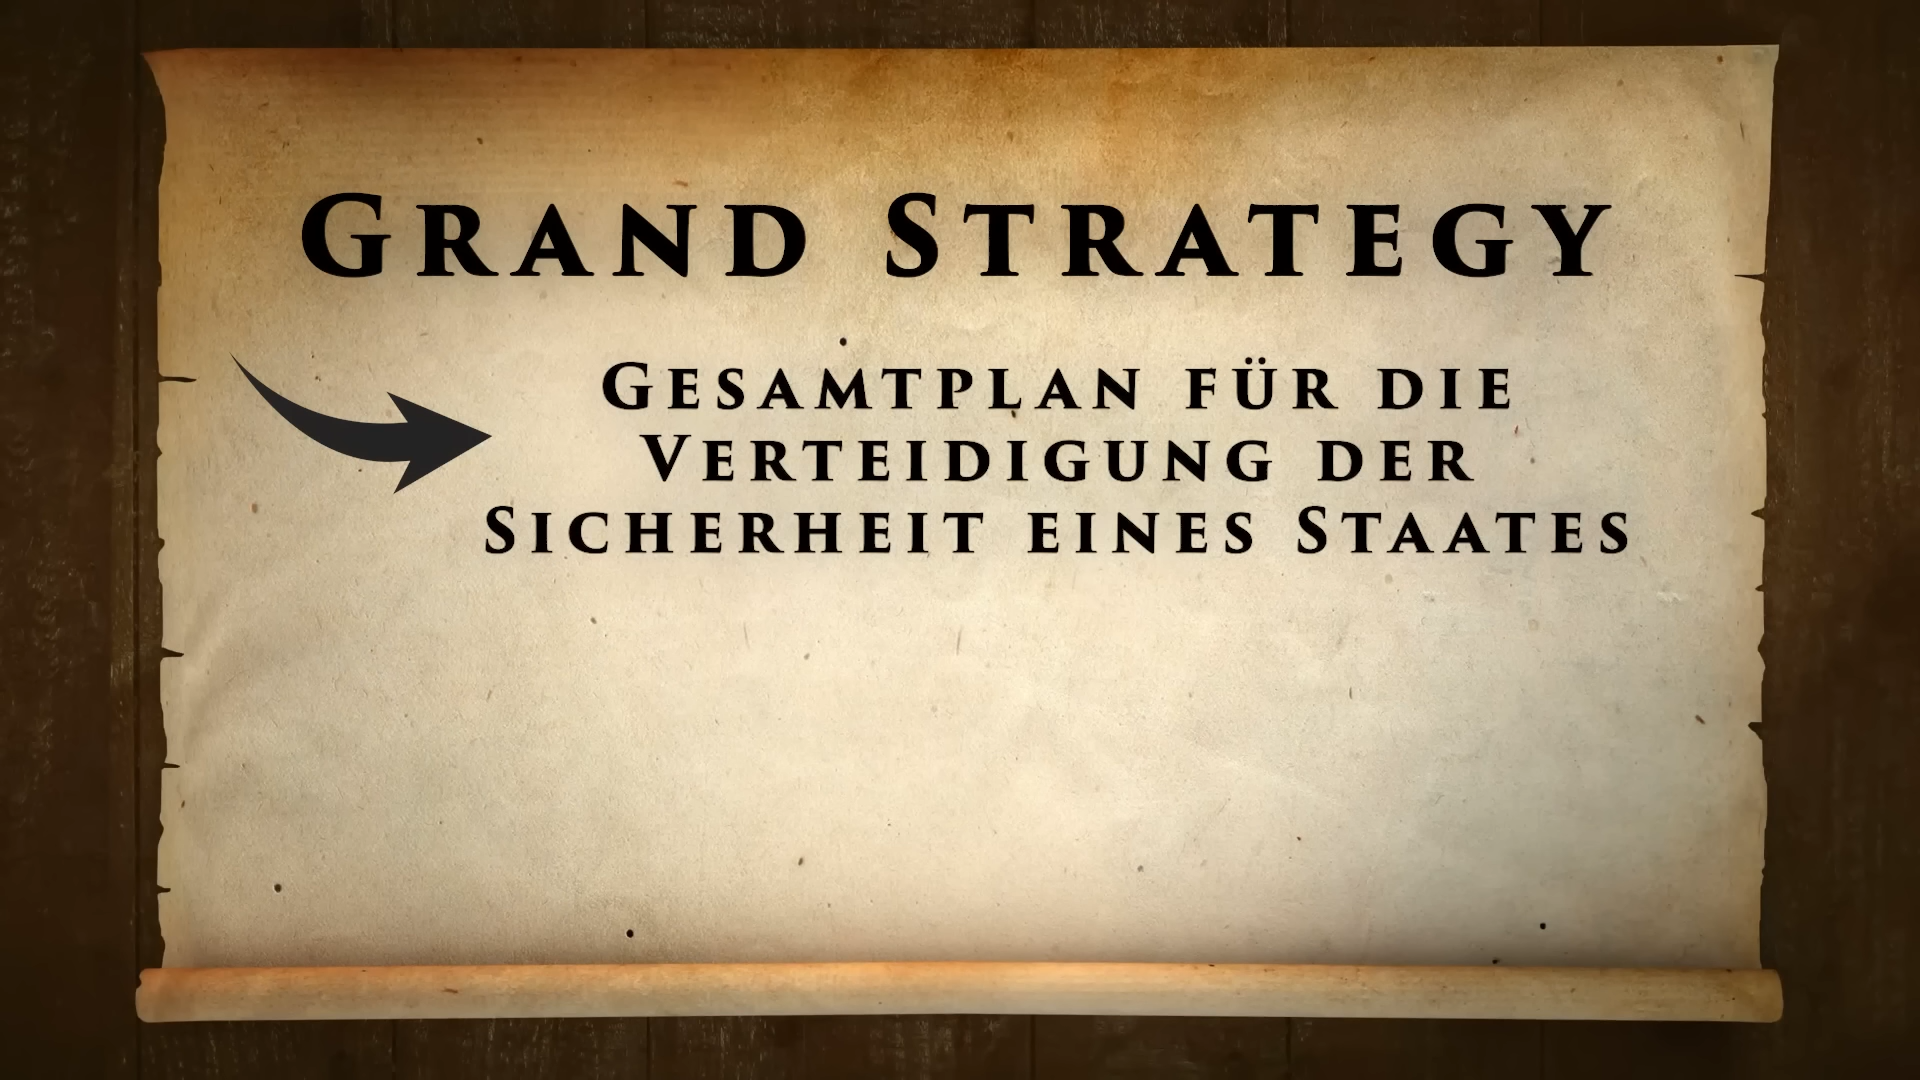 Grand Strategy
Gesamtplan für die
Verteidigung der
Sicherheit eines Staates